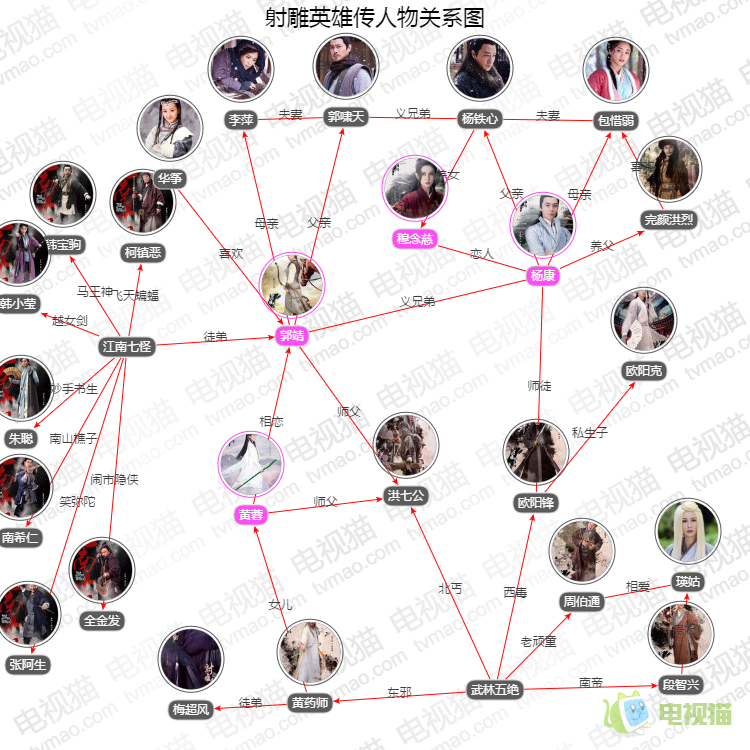 射雕英雄传人物关系图
李萍
夫妻
郭啸天
义兄弟
杨铁心
夫妻
包惜弱
华筝
韩宝驹
柯镇恶
母亲
父亲
义女
父亲
母亲
喜
完颜洪烈
穆念慈
喜欢
恋人
杨康
养父
马王神
飞天蝙蝠
韩小莹
越女剑
江南七怪
徒弟
郭靖
义兄弟
欧阳克
妙手书生
朱聪
南山樵子
相恋
师父
师徒
私生子
闹市隐侠
笑弥陀
黄蓉
师父
洪七公
欧阳锋
南希仁
全金发
张阿生
女儿
北丐
西毒
周伯通
相爱
瑛姑
老顽童
梅超风
徒弟
黄药师
东邪
武林五绝
南帝
段智兴
电视猫
电视猫
tvmao.com